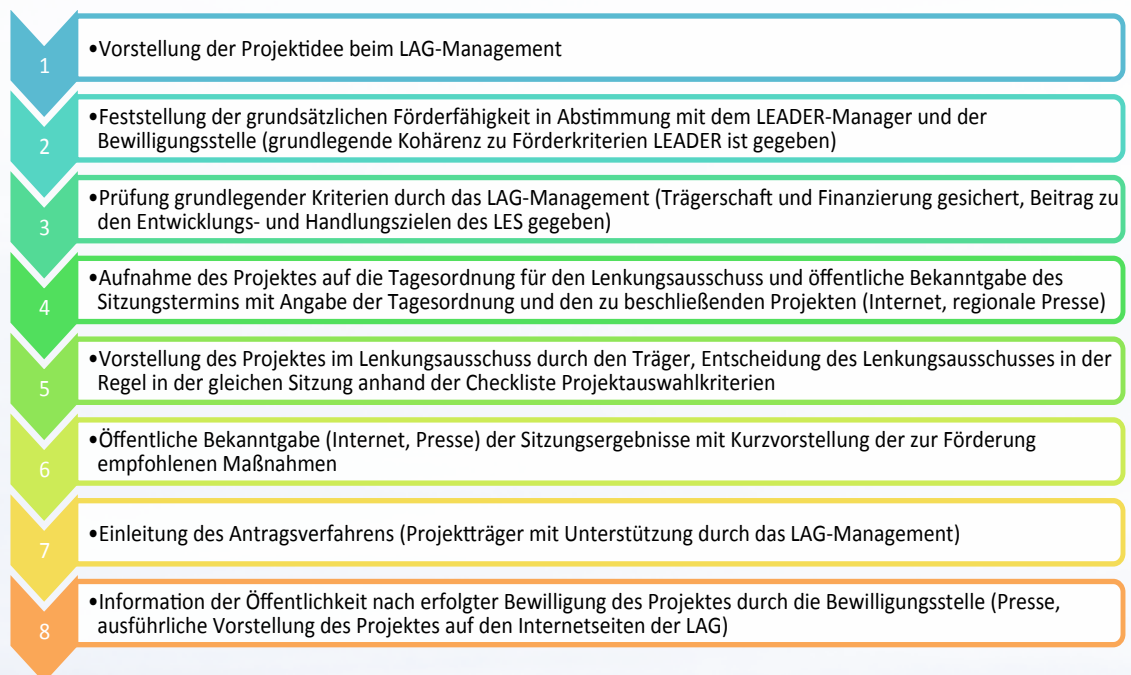 1
•Vorstellung der Projektidee beim LAG-Management
2
•Feststellung der grundsätzlichen Förderfähigkeit in Abstimmung mit dem LEADER-Manager und der
Bewilligungsstelle (grundlegende Kohärenz zu Förderkriterien LEADER ist gegeben)
3
•Prüfung grundlegender Kriterien durch das LAG-Management (Trägerschaft und Finanzierung gesichert, Beitrag zu
den Entwicklungs- und Handlungszielen des LES gegeben)
4
•Aufnahme des Projektes auf die Tagesordnung für den Lenkungsausschuss und öffentliche Bekanntgabe des
Sitzungstermins mit Angabe der Tagesordnung und den zu beschließenden Projekten (Internet, regionale Presse)
5
•Vorstellung des Projektes im Lenkungsausschuss durch den Träger, Entscheidung des Lenkungsausschusses in der
Regel in der gleichen Sitzung anhand der Checkliste Projektauswahlkriterien
6
•Öffentliche Bekanntgabe (Internet, Presse) der Sitzungsergebnisse mit Kurzvorstellung der zur Förderung
empfohlenen Maßnahmen
7
•Einleitung des Antragsverfahrens (Projektträger mit Unterstützung durch das LAG-Management)
8
•Information der Öffentlichkeit nach erfolgter Bewilligung des Projektes durch die Bewilligungsstelle (Presse,
ausführliche Vorstellung des Projektes auf den Internetseiten der LAG)